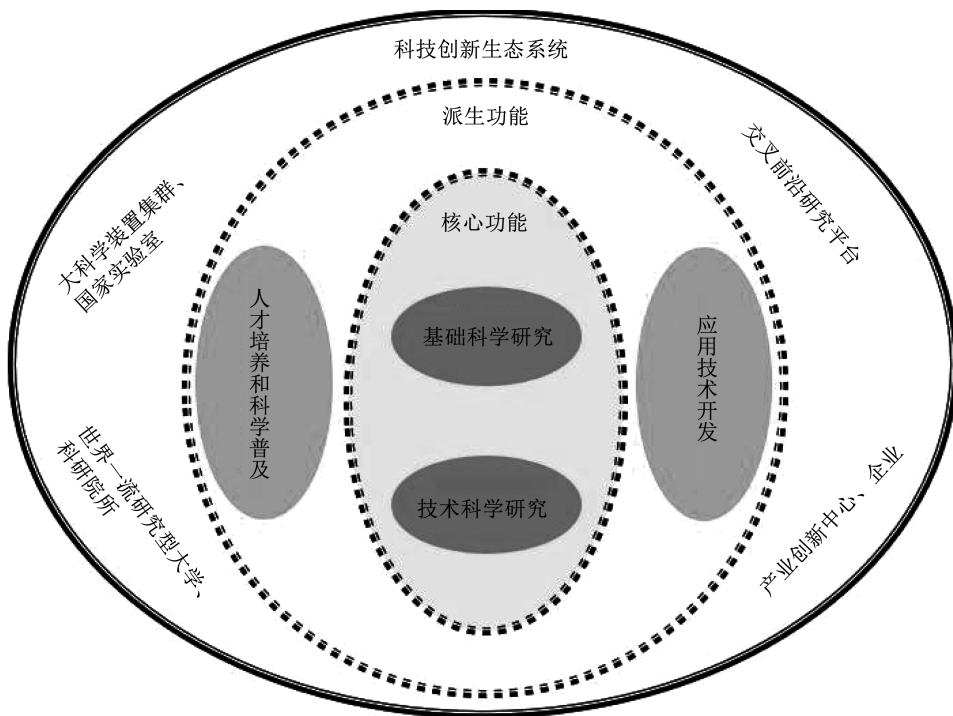 科技创新生态系统
派生功能
核心功能
交叉前沿研究平台
大科学装置集群、
国家实验室
人才培养和科学普及
基础科学研究
应用技术开发
技术科学研究
世界一流研究型大学、
科研院所
产业创新中心、企业